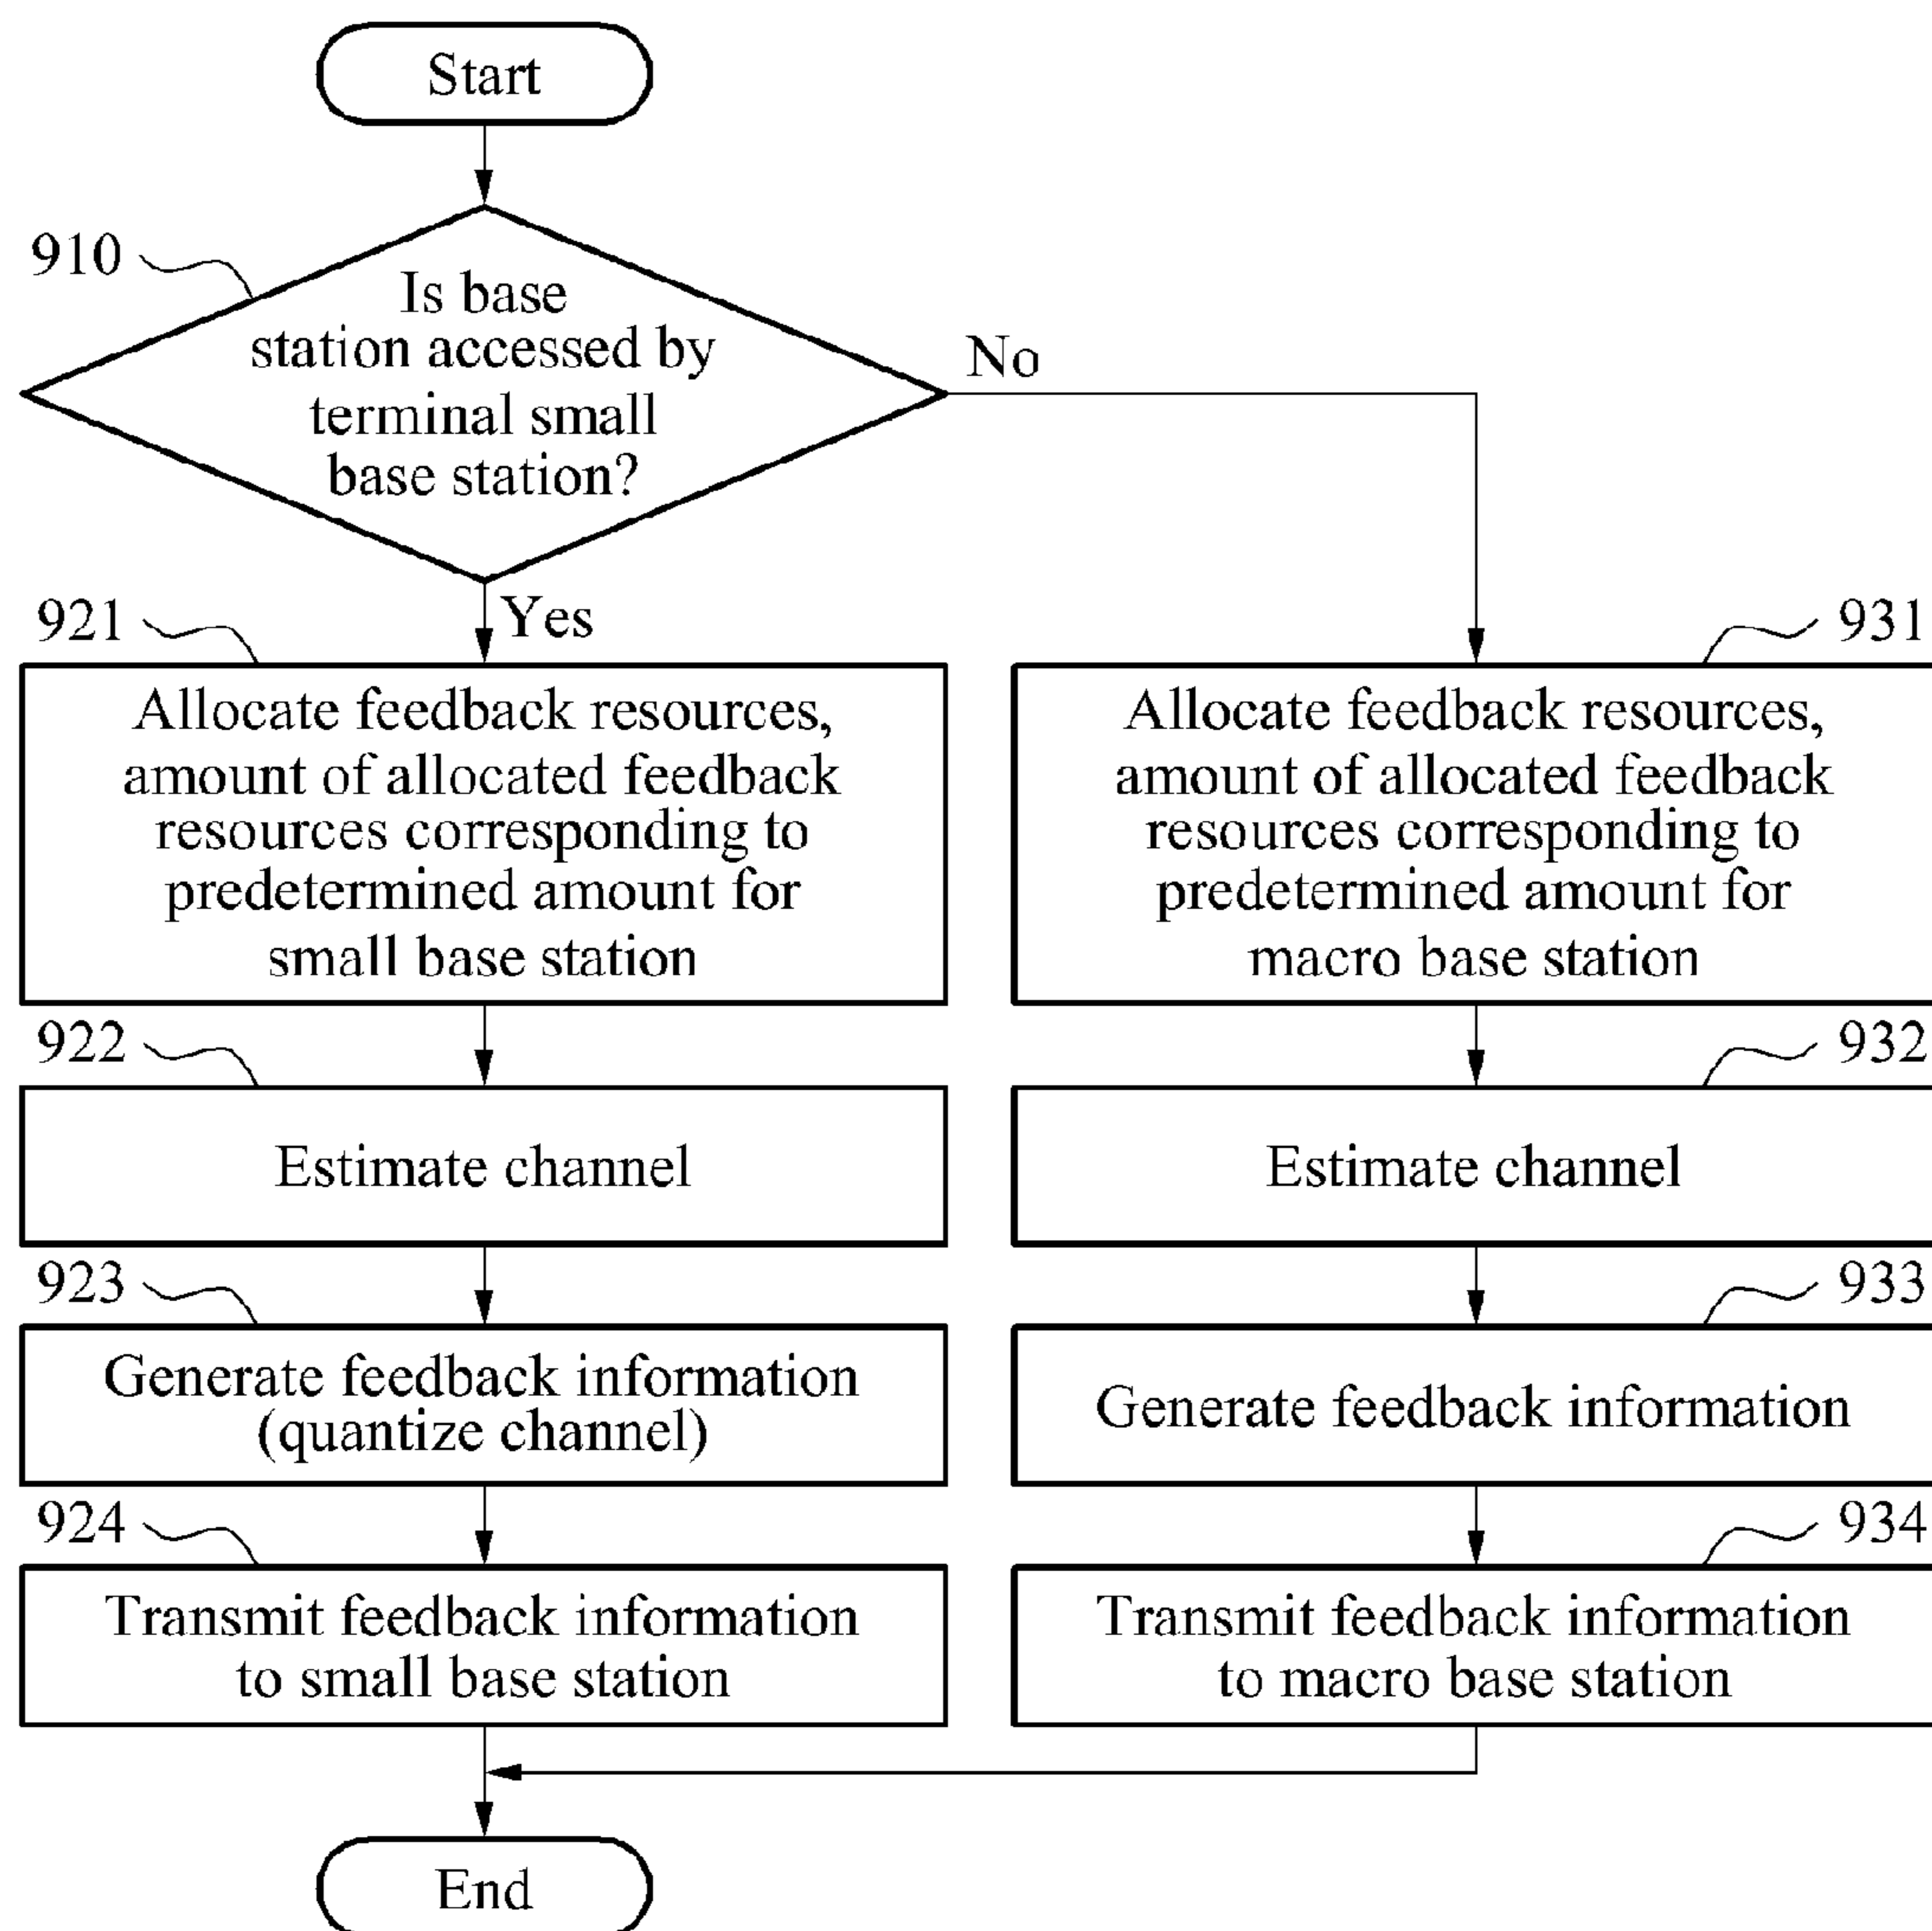 Start
910
Is base
station accessed by
terminal small
base station?
No
Yes
921
Allocate feedback resources,
amount of allocated feedback
resources corresponding to
predetermined amount for
small base station
931
Allocate feedback resources,
amount of allocated feedback
resources corresponding to
predetermined amount for
macro base station
922
Estimate channel
932
Estimate channel
923
Generate feedback information
(quantize channel)
933
Generate feedback information
924
Transmit feedback information
to small base station
934
Transmit feedback information
to macro base station
End